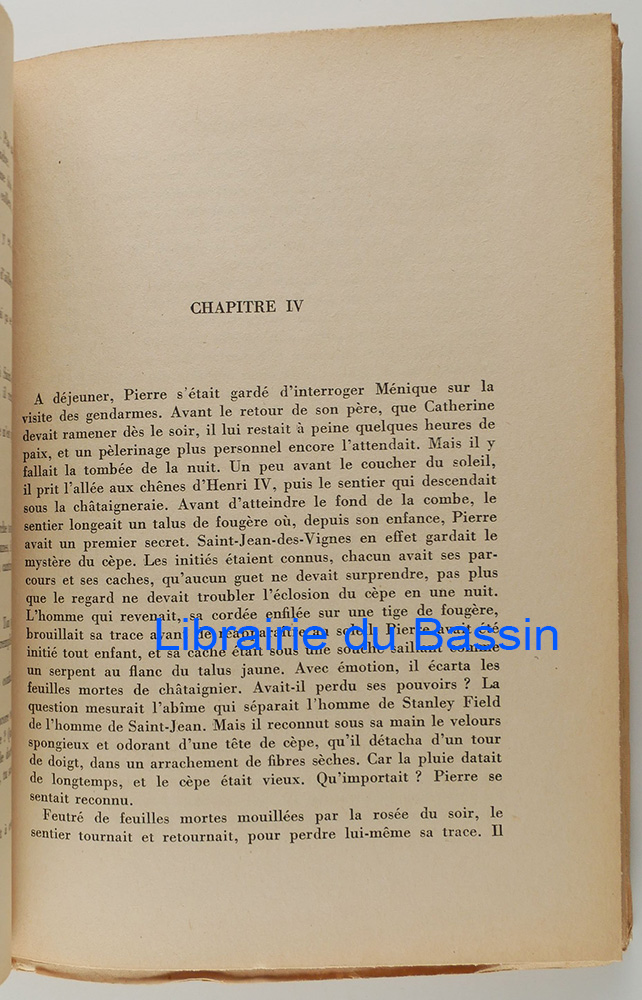 CHAPITRE IV
A déjeuner, Pierre s'était gardé d'interroger Ménique sur la
visite des gendarmes. Avant le retour de son père, que Catherine
devait ramener dès le soir, il lui restait à peine quelques heures de
paix, et un pèlerinage plus personnel encore l'attendait. Mais il y
fallait la tombée de la nuit. Un peu avant le coucher du soleil,
il prit l'allée aux chênes d'Henri IV, puis le sentier qui descendait
sous la châtaigneraie. Avant d'atteindre le fond de la combe, le
sentier longeait un talus de fougère où, depuis son enfance, Pierre
avait un premier secret. Saint-Jean-des-Vignes en effet gardait le
mystère du cèpe. Les initiés étaient connus, chacun avait ses par-
cours et ses caches, qu'aucun guet ne devait surprendre, pas plus
que le regard ne devait troubler l'éclosion du cèpe en une nuit.
L'homme qui revenait, sa cordée enfilée sur une tige de fougère,
brouillait sa trace avant de réapparaître au soleil. Pierre avait été
Librairie du Bassin
initié tout enfant, et sa cache était sous une souche saillant comme
un serpent au flanc du talus jaune. Avec émotion, il écarta les
feuilles mortes de châtaignier. Avait-il perdu ses pouvoirs ? La
question mesurait l'abîme qui séparait l'homme de Stanley Field
de l'homme de Saint-Jean. Mais il reconnut sous sa main le velours
spongieux et odorant d'une tête de cèpe, qu'il détacha d'un tour
de doigt, dans un arrachement de fibres sèches. Car la pluie datait
de longtemps, et le cèpe était vieux. Qu'importait ? Pierre se
sentait reconnu.
Feutré de feuilles mortes mouillées par la rosée du soir, le
sentier tournait et retournait, pour perdre lui-même sa trace. Il